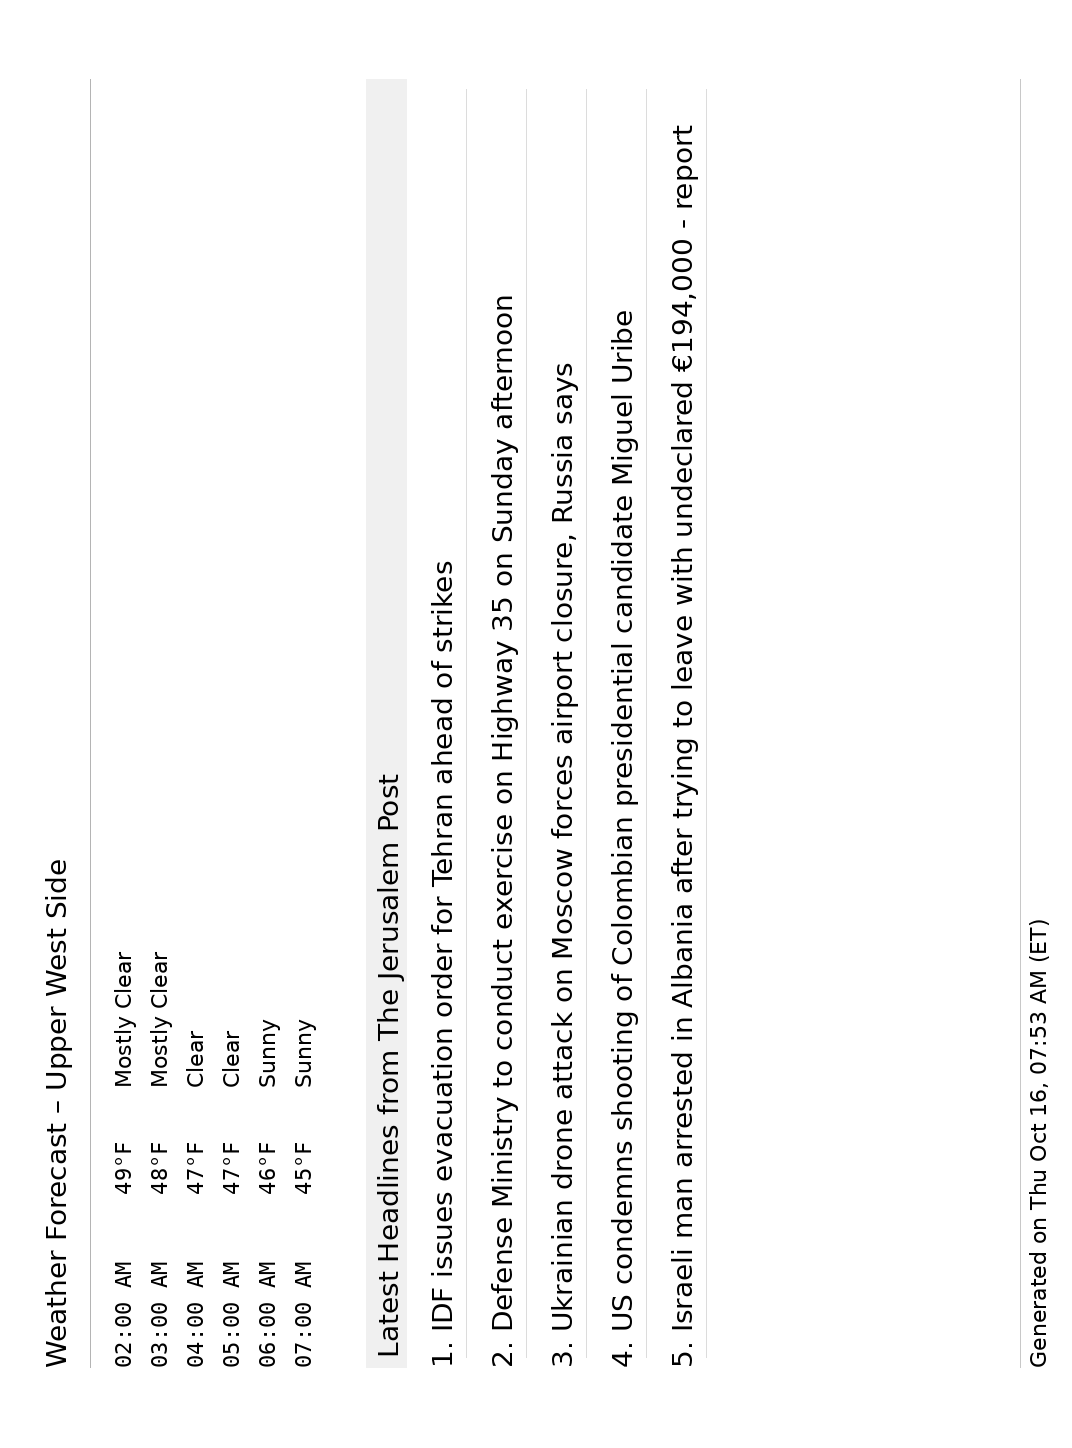 Weather Forecast – Upper West Side
02:00 AM 49°F Mostly Clear
03:00 AM 48°F Mostly Clear
04:00 AM 47°F Clear
05:00 AM 47°F Clear
06:00 AM 46°F Sunny
07:00 AM 45°F Sunny
Latest Headlines from The Jerusalem Post
1. IDF issues evacuation order for Tehran ahead of strikes
2. Defense Ministry to conduct exercise on Highway 35 on Sunday afternoon
3. Ukrainian drone attack on Moscow forces airport closure, Russia says
4. US condemns shooting of Colombian presidential candidate Miguel Uribe
5. Israeli man arrested in Albania after trying to leave with undeclared €194,000 - report
Generated on Thu Oct 16, 07:53 AM (ET)